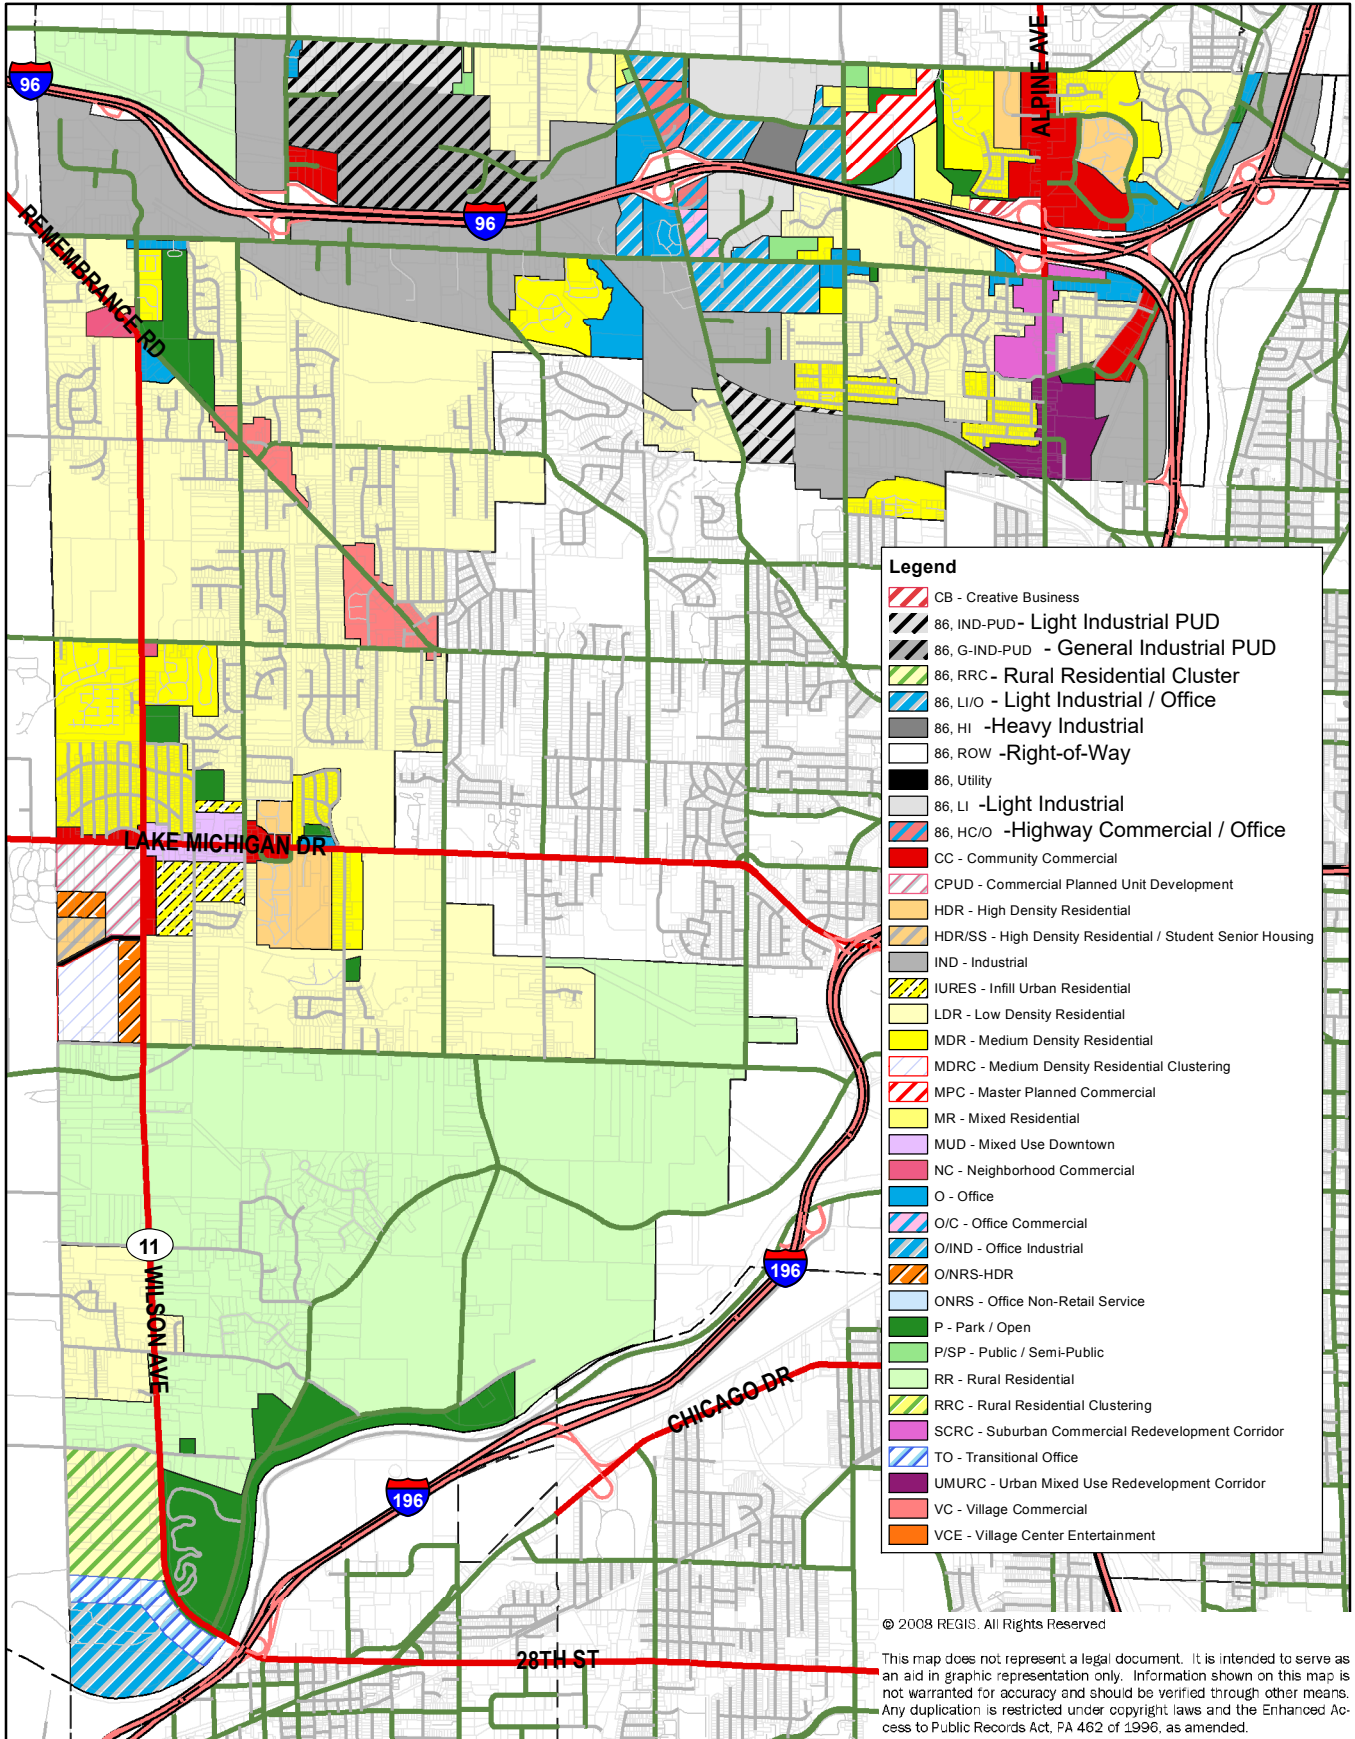 96
ALPINE AVE
96
REMEMBRANCE RD
LAKE MICHIGAN DR
11
WILSON AVE
196
CHICAGO DR
196
28TH ST
Legend
CB - Creative Business
86, IND-PUD - Light Industrial PUD
86, G-IND-PUD - General Industrial PUD
86, RRC - Rural Residential Cluster
86, LI/O - Light Industrial / Office
86, HI -Heavy Industrial
86, ROW -Right-of-Way
86, Utility
86, LI -Light Industrial
86, HC/O -Highway Commercial / Office
CC - Community Commercial
CPUD - Commercial Planned Unit Development
HDR - High Density Residential
HDR/SS - High Density Residential / Student Senior Housing
IND - Industrial
IURES - Infill Urban Residential
LDR - Low Density Residential
MDR - Medium Density Residential
MDRC - Medium Density Residential Clustering
MPC - Master Planned Commercial
MR - Mixed Residential
MUD - Mixed Use Downtown
NC - Neighborhood Commercial
O - Office
O/C - Office Commercial
O/IND - Office Industrial
O/NRS-HDR
ONRS - Office Non-Retail Service
P - Park / Open
P/SP - Public / Semi-Public
RR - Rural Residential
RRC - Rural Residential Clustering
SCRC - Suburban Commercial Redevelopment Corridor
TO - Transitional Office
UMURC - Urban Mixed Use Redevelopment Corridor
VC - Village Commercial
VCE - Village Center Entertainment
© 2008 REGIS. All Rights Reserved
This map does not represent a legal document. It is intended to serve as
an aid in graphic representation only. Information shown on this map is
not warranted for accuracy and should be verified through other means.
Any duplication is restricted under copyright laws and the Enhanced Ac-
cess to Public Records Act, PA 462 of 1996, as amended.